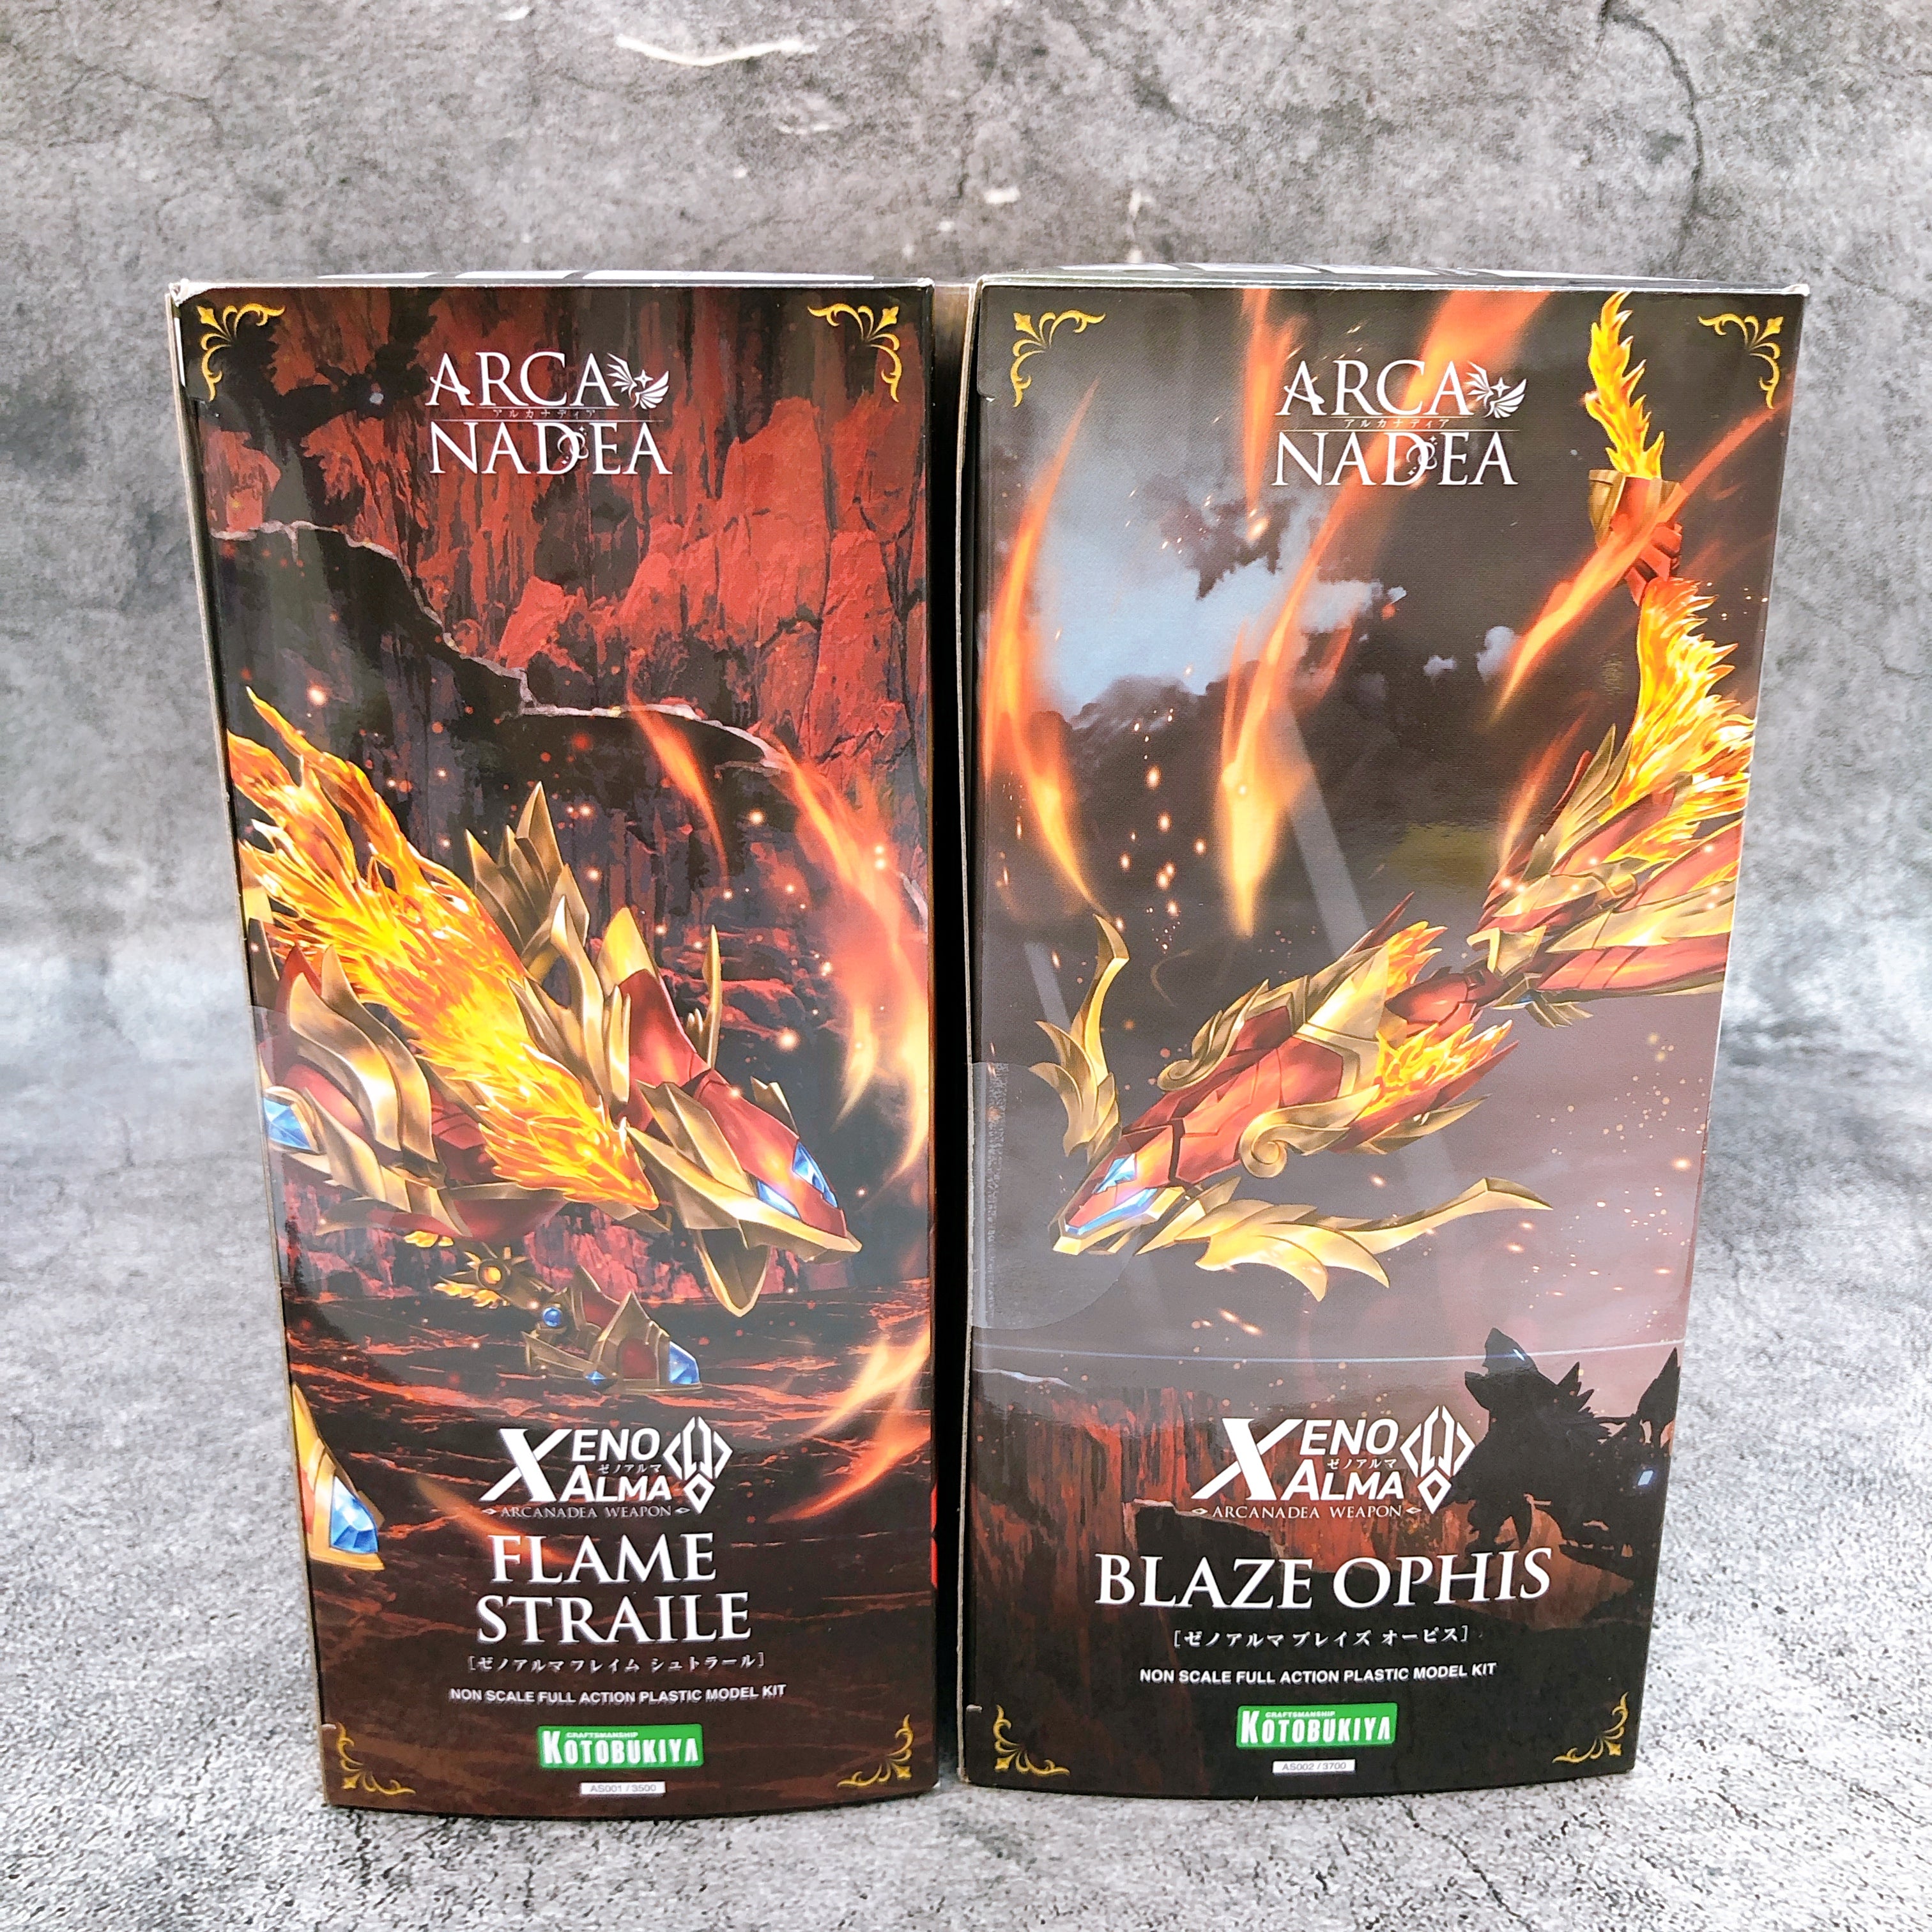 ARCA
アルカナディア
NADEA
XENO
ゼノアルマ
ALMA
ARCANADEA WEAPON
FLAME
STRAILE
[ゼノアルマ フレイム シュトラール]
NON SCALE FULL ACTION PLASTIC MODEL KIT
CRAFTSMANSHIP
KOTOBUKIYA
AS001 / 3500
ARCA
アルカナディア
NADEA
XENO
ゼノアルマ
ALMA
ARCANADEA WEAPON
BLAZE OPHIS
[ゼノアルマ ブレイズ オーピス]
NON SCALE FULL ACTION PLASTIC MODEL KIT
CRAFTSMANSHIP
KOTOBUKIYA
AS002 / 3700